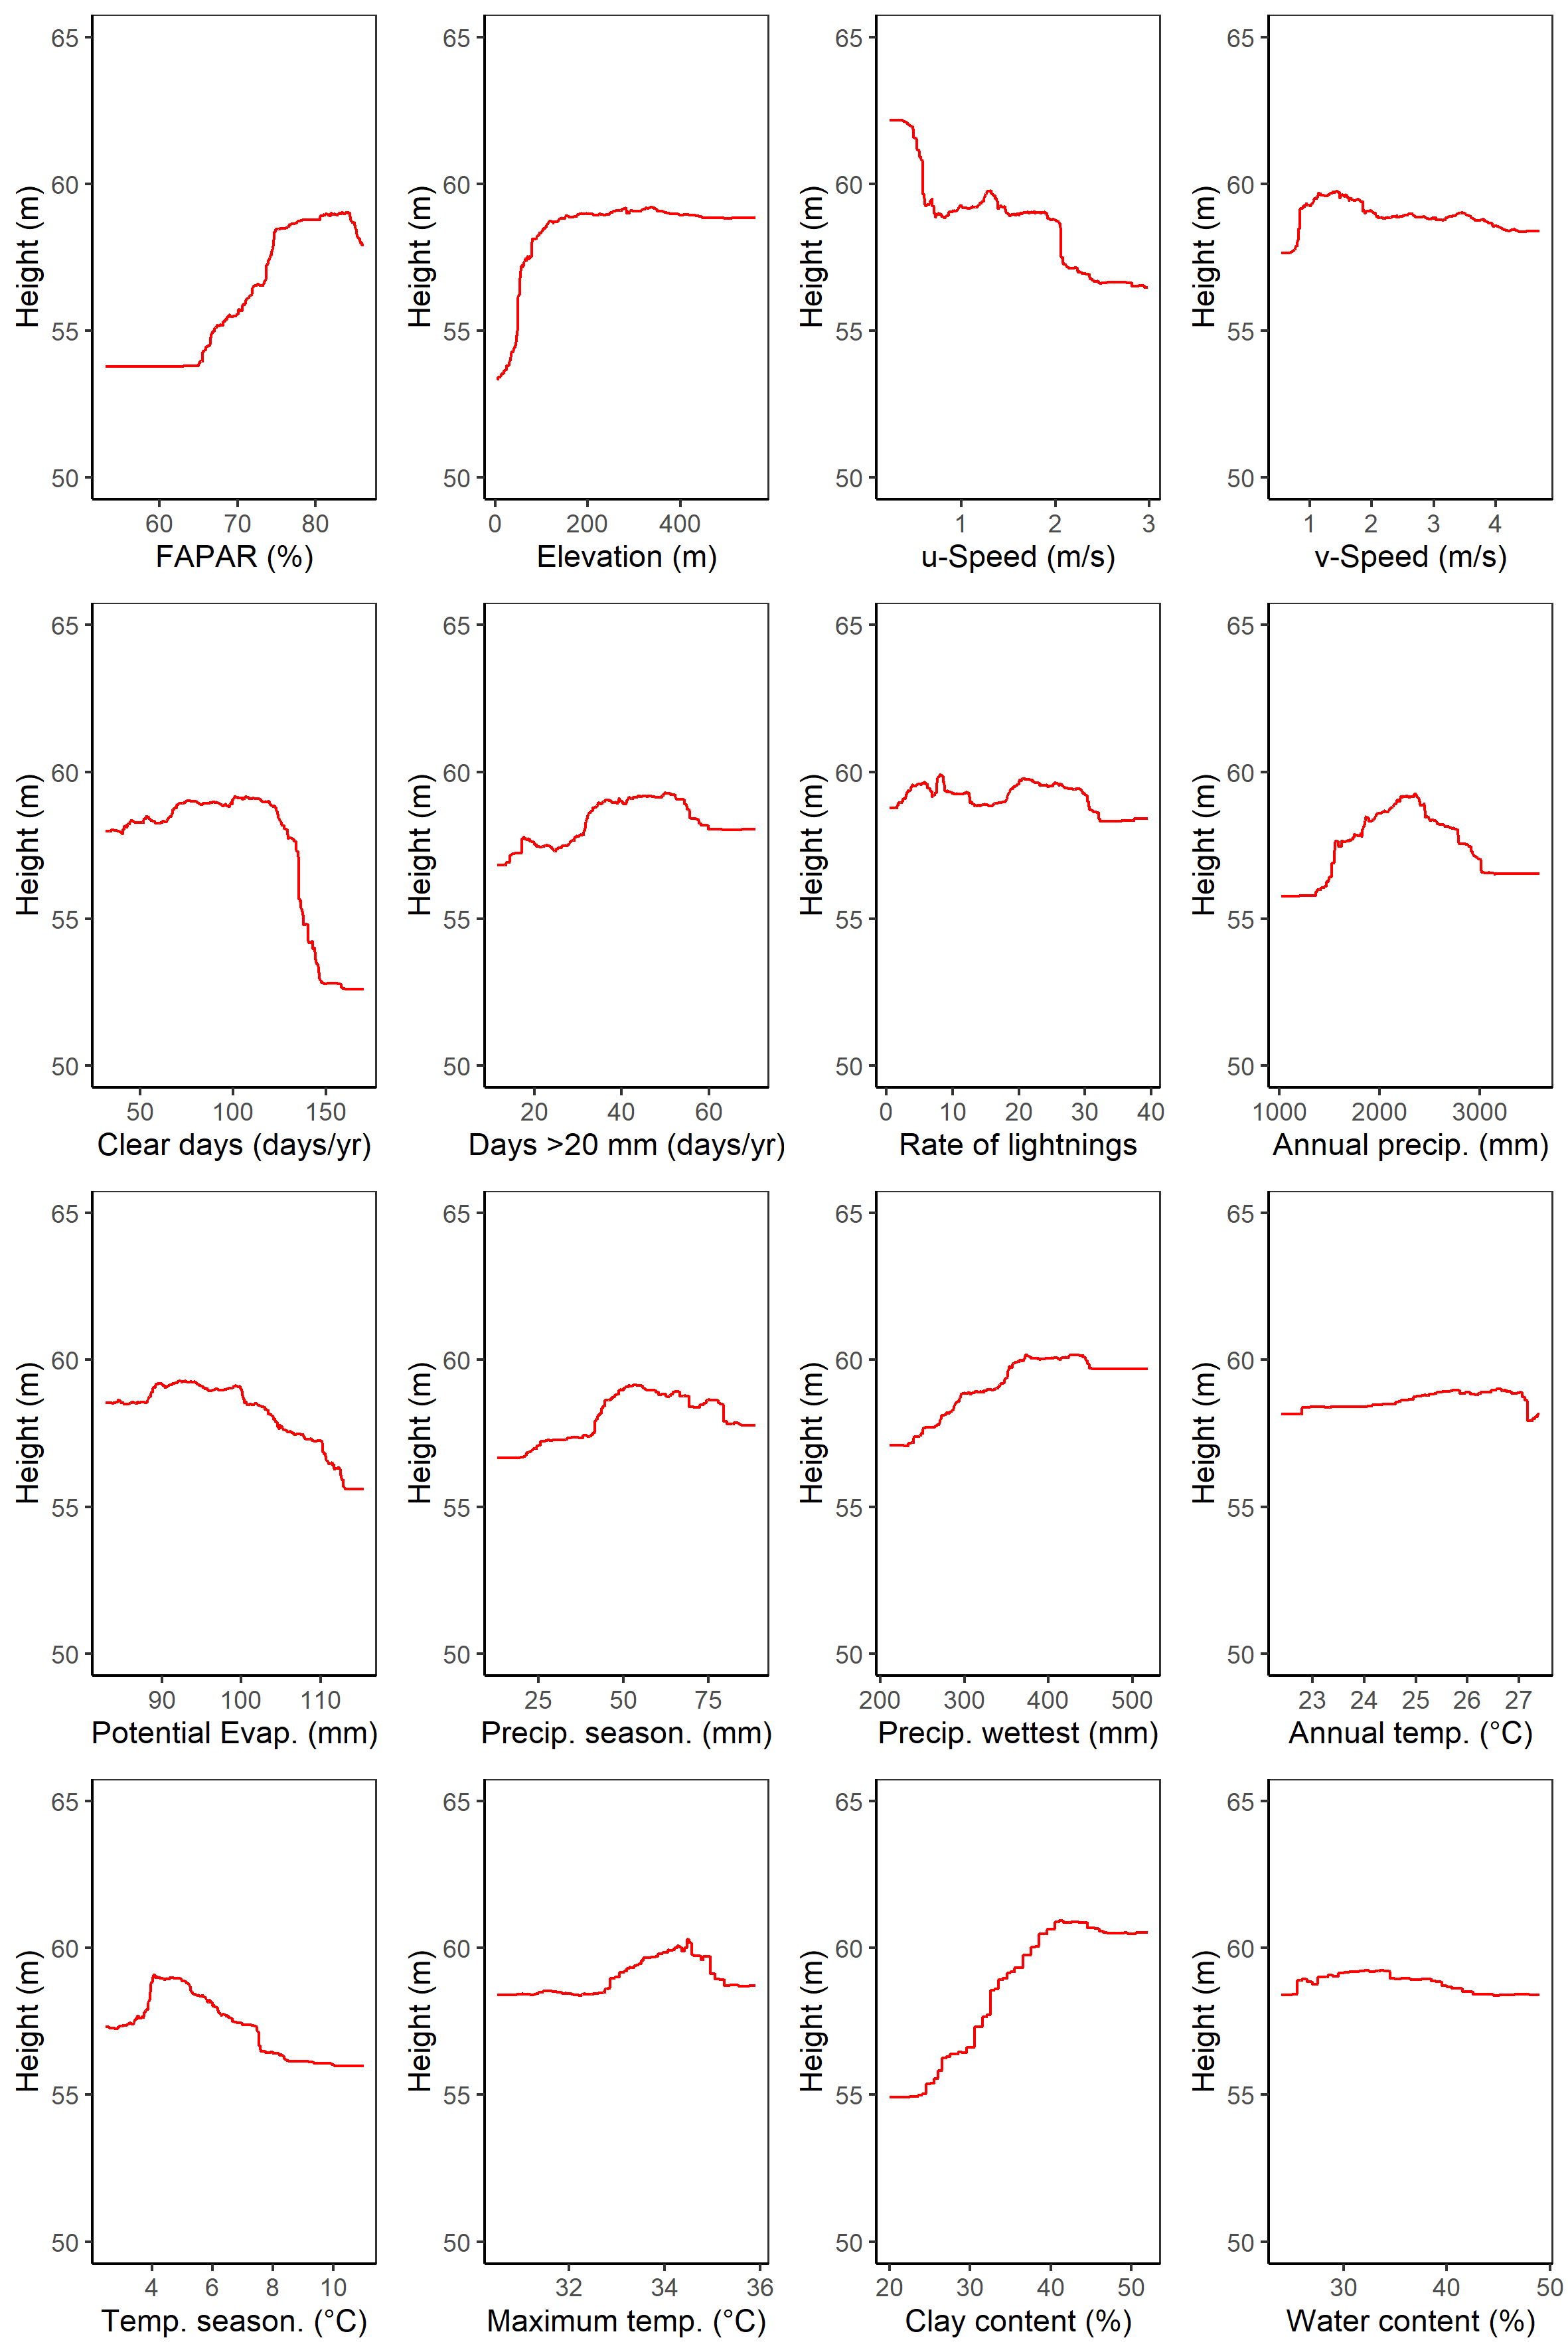 65
60
55
50
Height (m)
60 70 80
FAPAR (%)
65
60
55
50
Height (m)
0 200 400
Elevation (m)
65
60
55
50
Height (m)
1 2 3
u-Speed (m/s)
65
60
55
50
Height (m)
1 2 3 4
v-Speed (m/s)
65
60
55
50
Height (m)
50 100 150
Clear days (days/yr)
65
60
55
50
Height (m)
20 40 60
Days >20 mm (days/yr)
65
60
55
50
Height (m)
0 10 20 30 40
Rate of lightnings
65
60
55
50
Height (m)
1000 2000 3000
Annual precip. (mm)
65
60
55
50
Height (m)
90 100 110
Potential Evap. (mm)
65
60
55
50
Height (m)
25 50 75
Precip. season. (mm)
65
60
55
50
Height (m)
200 300 400 500
Precip. wettest (mm)
65
60
55
50
Height (m)
23 24 25 26 27
Annual temp. (°C)
65
60
55
50
Height (m)
4 6 8 10
Temp. season. (°C)
65
60
55
50
Height (m)
32 34 36
Maximum temp. (°C)
65
60
55
50
Height (m)
20 30 40 50
Clay content (%)
65
60
55
50
Height (m)
30 40 50
Water content (%)